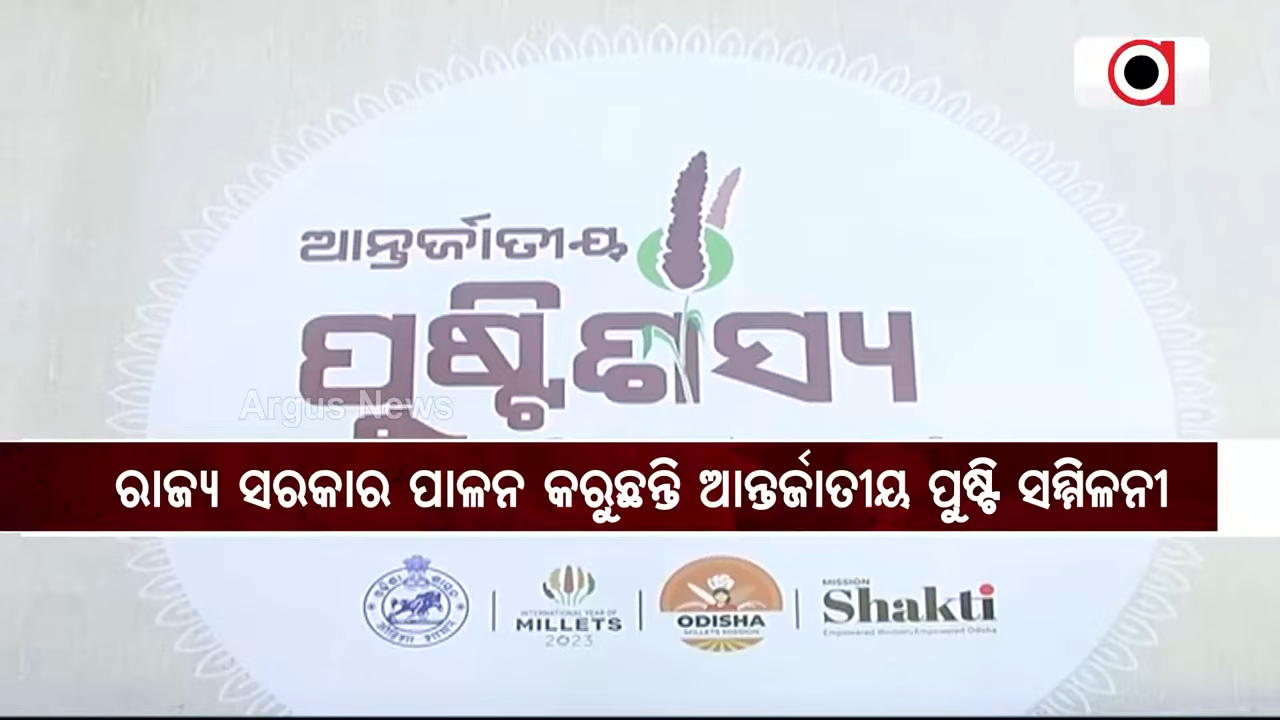 ଆନ୍ତର୍ଜାତୀୟ
ପୁଷ୍ଟିଶସ୍ୟ
Argus News
ରାଜ୍ୟ ସରକାର ପାଳନ କରୁଛନ୍ତି ଆନ୍ତର୍ଜାତୀୟ ପୁଷ୍ଟି ସମ୍ମିଳନୀ
INTERNATIONAL YEAR OF
MILLETS
2023
ODISHA
MILLETS MISSION
MISSION
Shakti
Empowered Women, Empowered Odisha